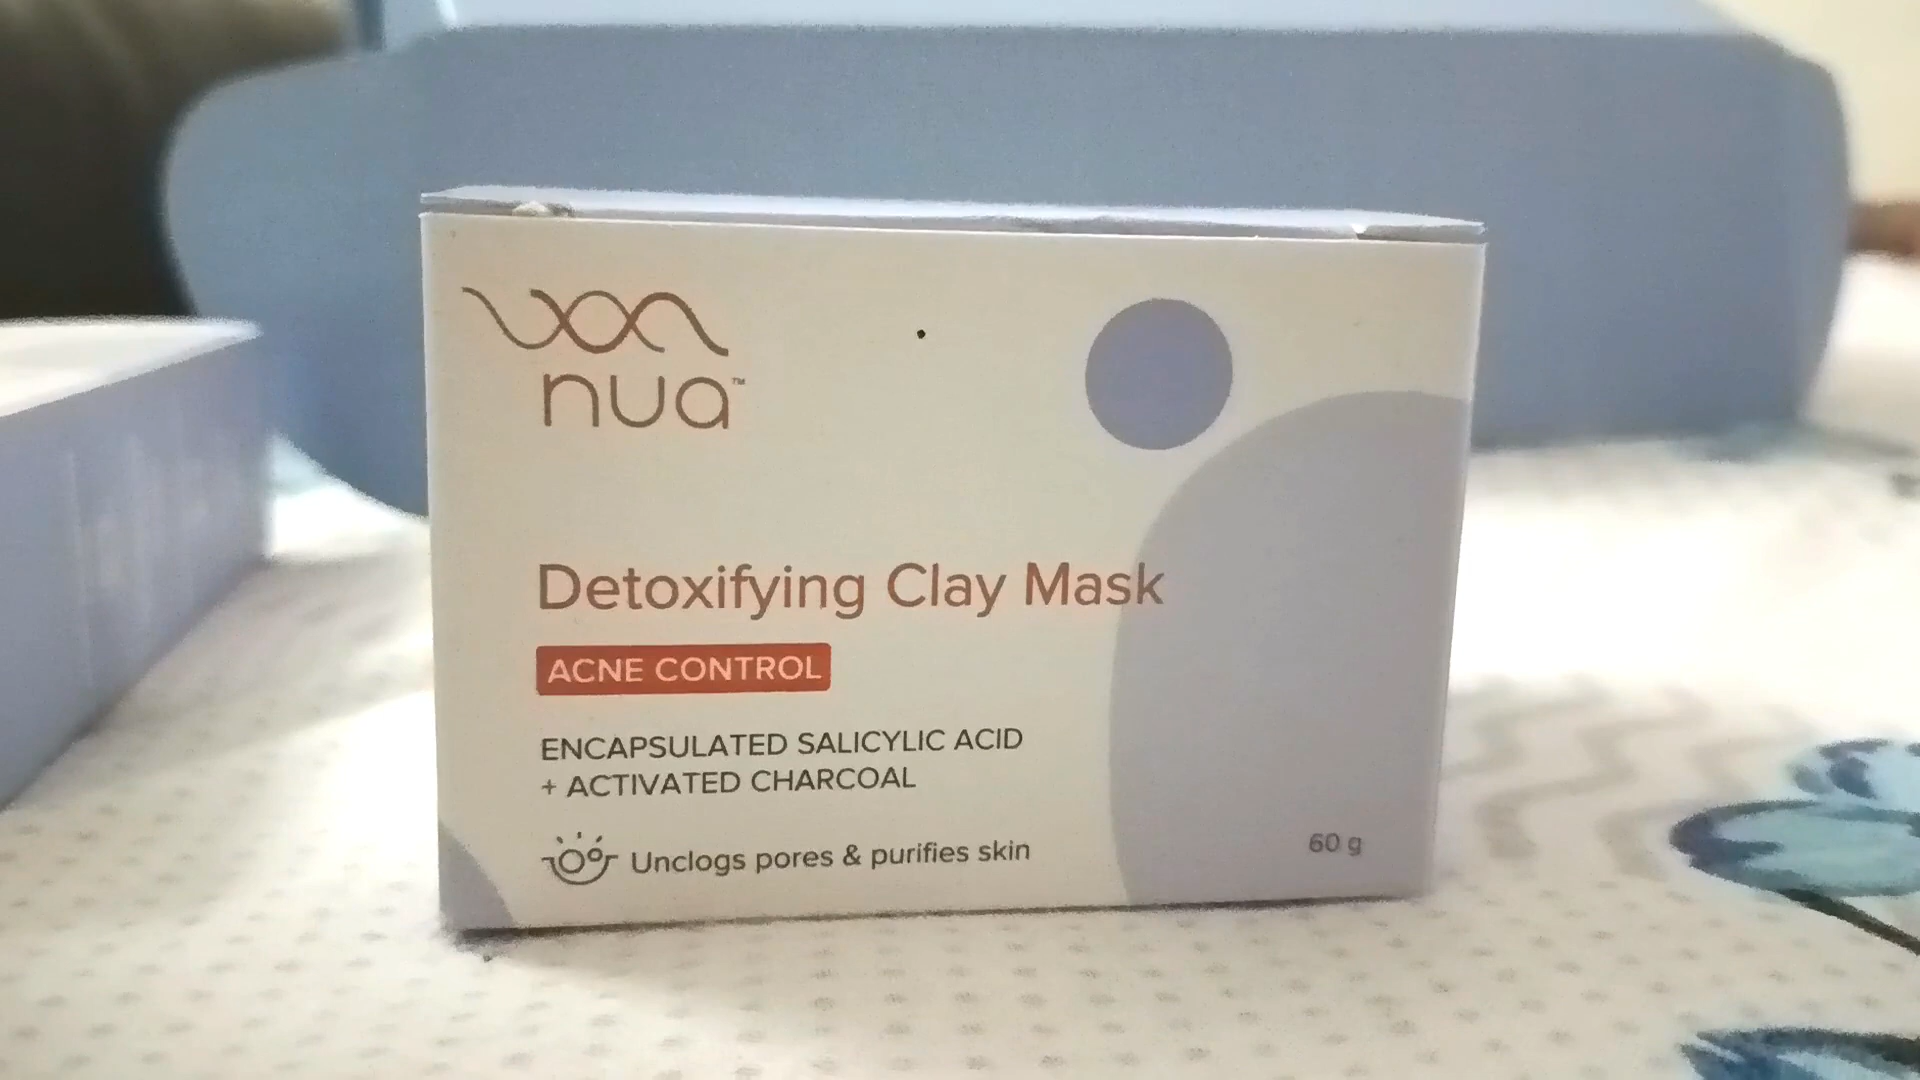 nua™
Detoxifying Clay Mask
ACNE CONTROL
ENCAPSULATED SALICYLIC ACID
+ ACTIVATED CHARCOAL
Unclogs pores & purifies skin
60 g